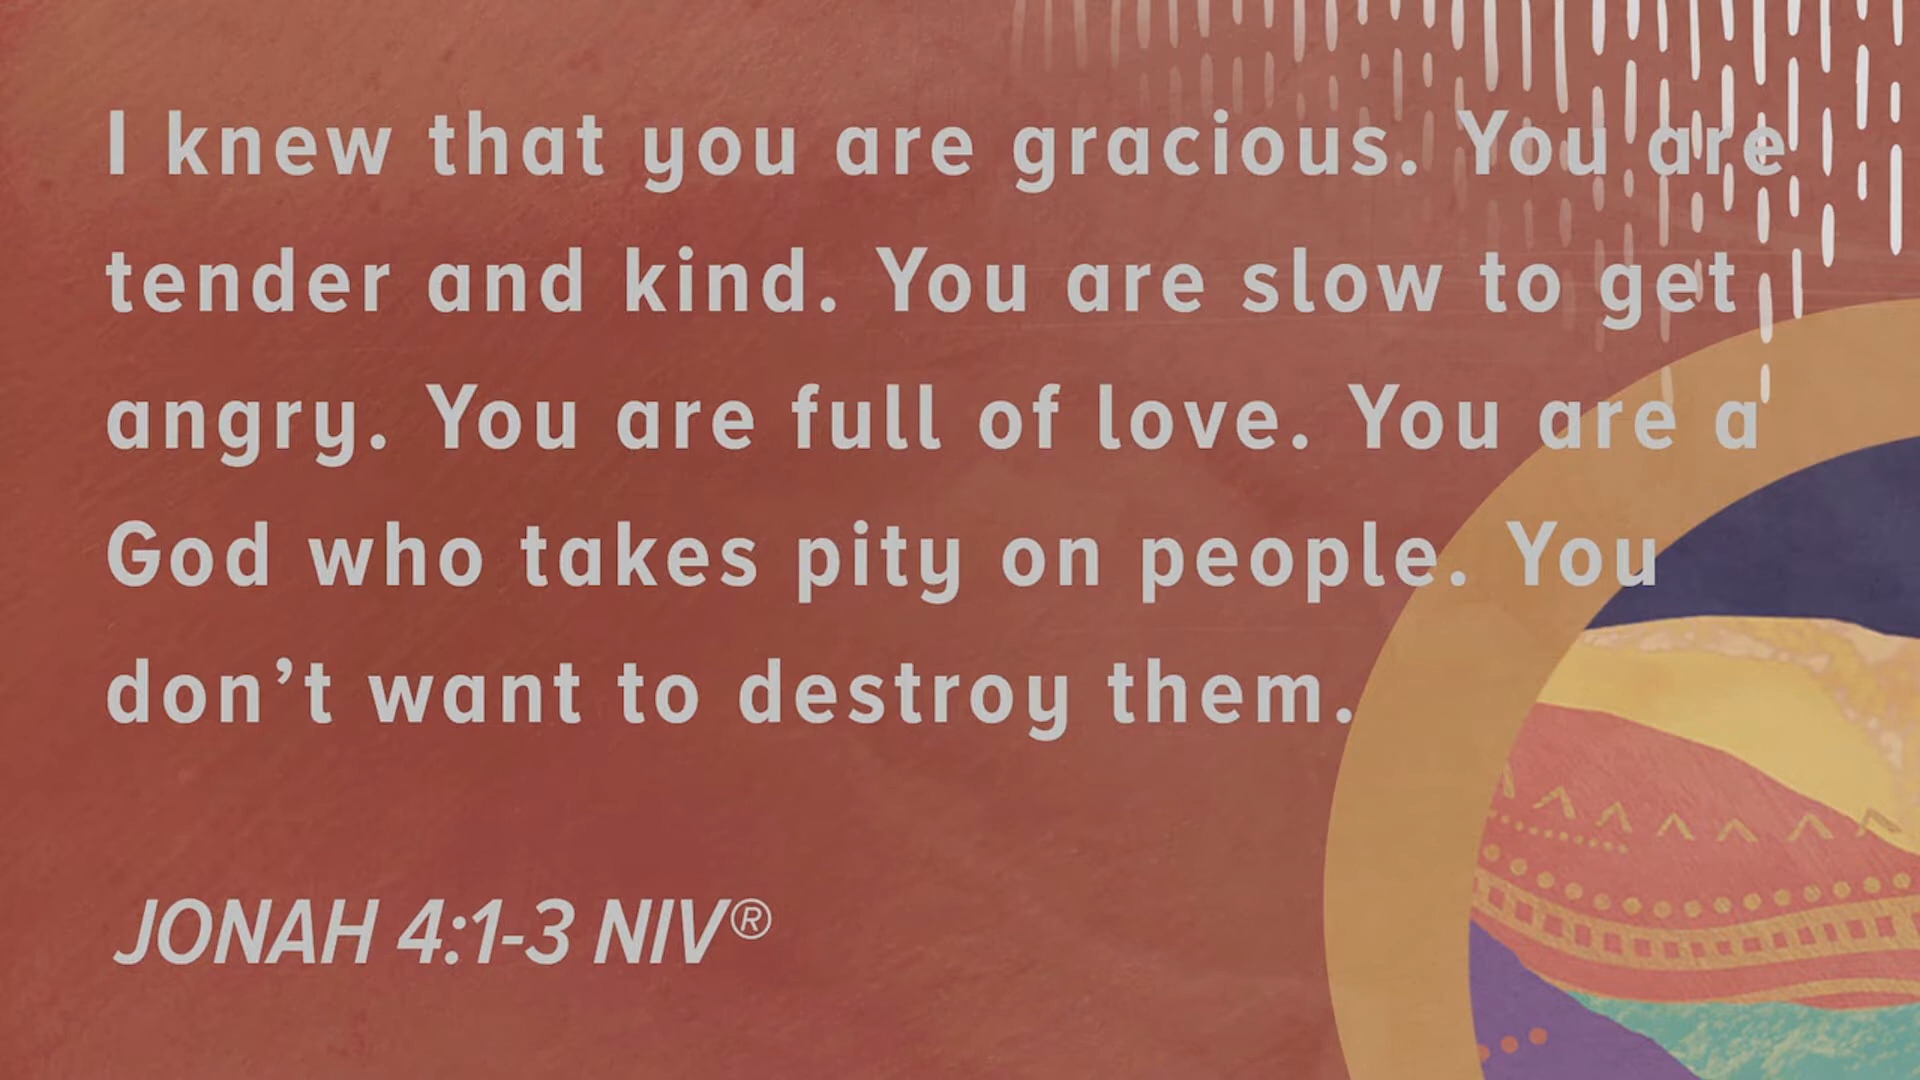 I knew that you are gracious. You are
tender and kind. You are slow to get
angry. You are full of love. You are a
God who takes pity on people. You
don’t want to destroy them.
JONAH 4:1-3 NIV®